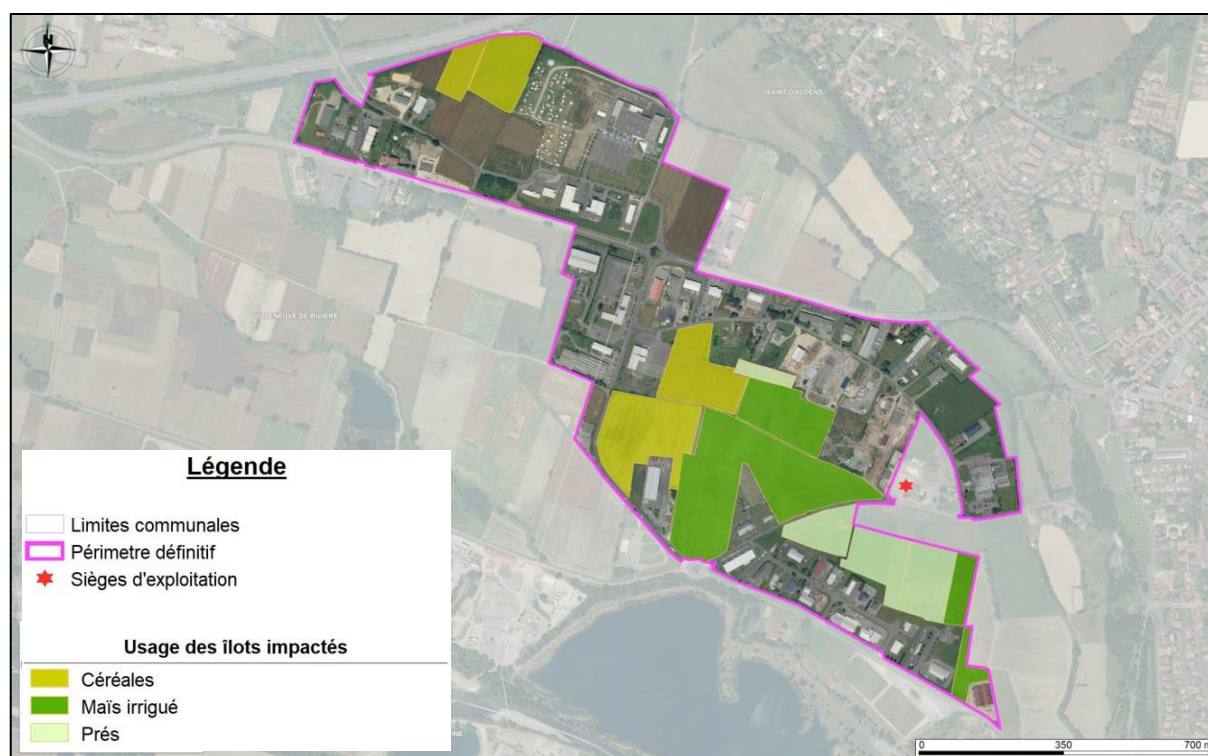 N
SAINT GAUDENS
VILLENEUVE DE RIVIERE
Légende
Limites communales
Périmetre définitif
Sièges d'exploitation
Usage des îlots impactés
Céréales
Maïs irrigué
Prés
0 350 700 m